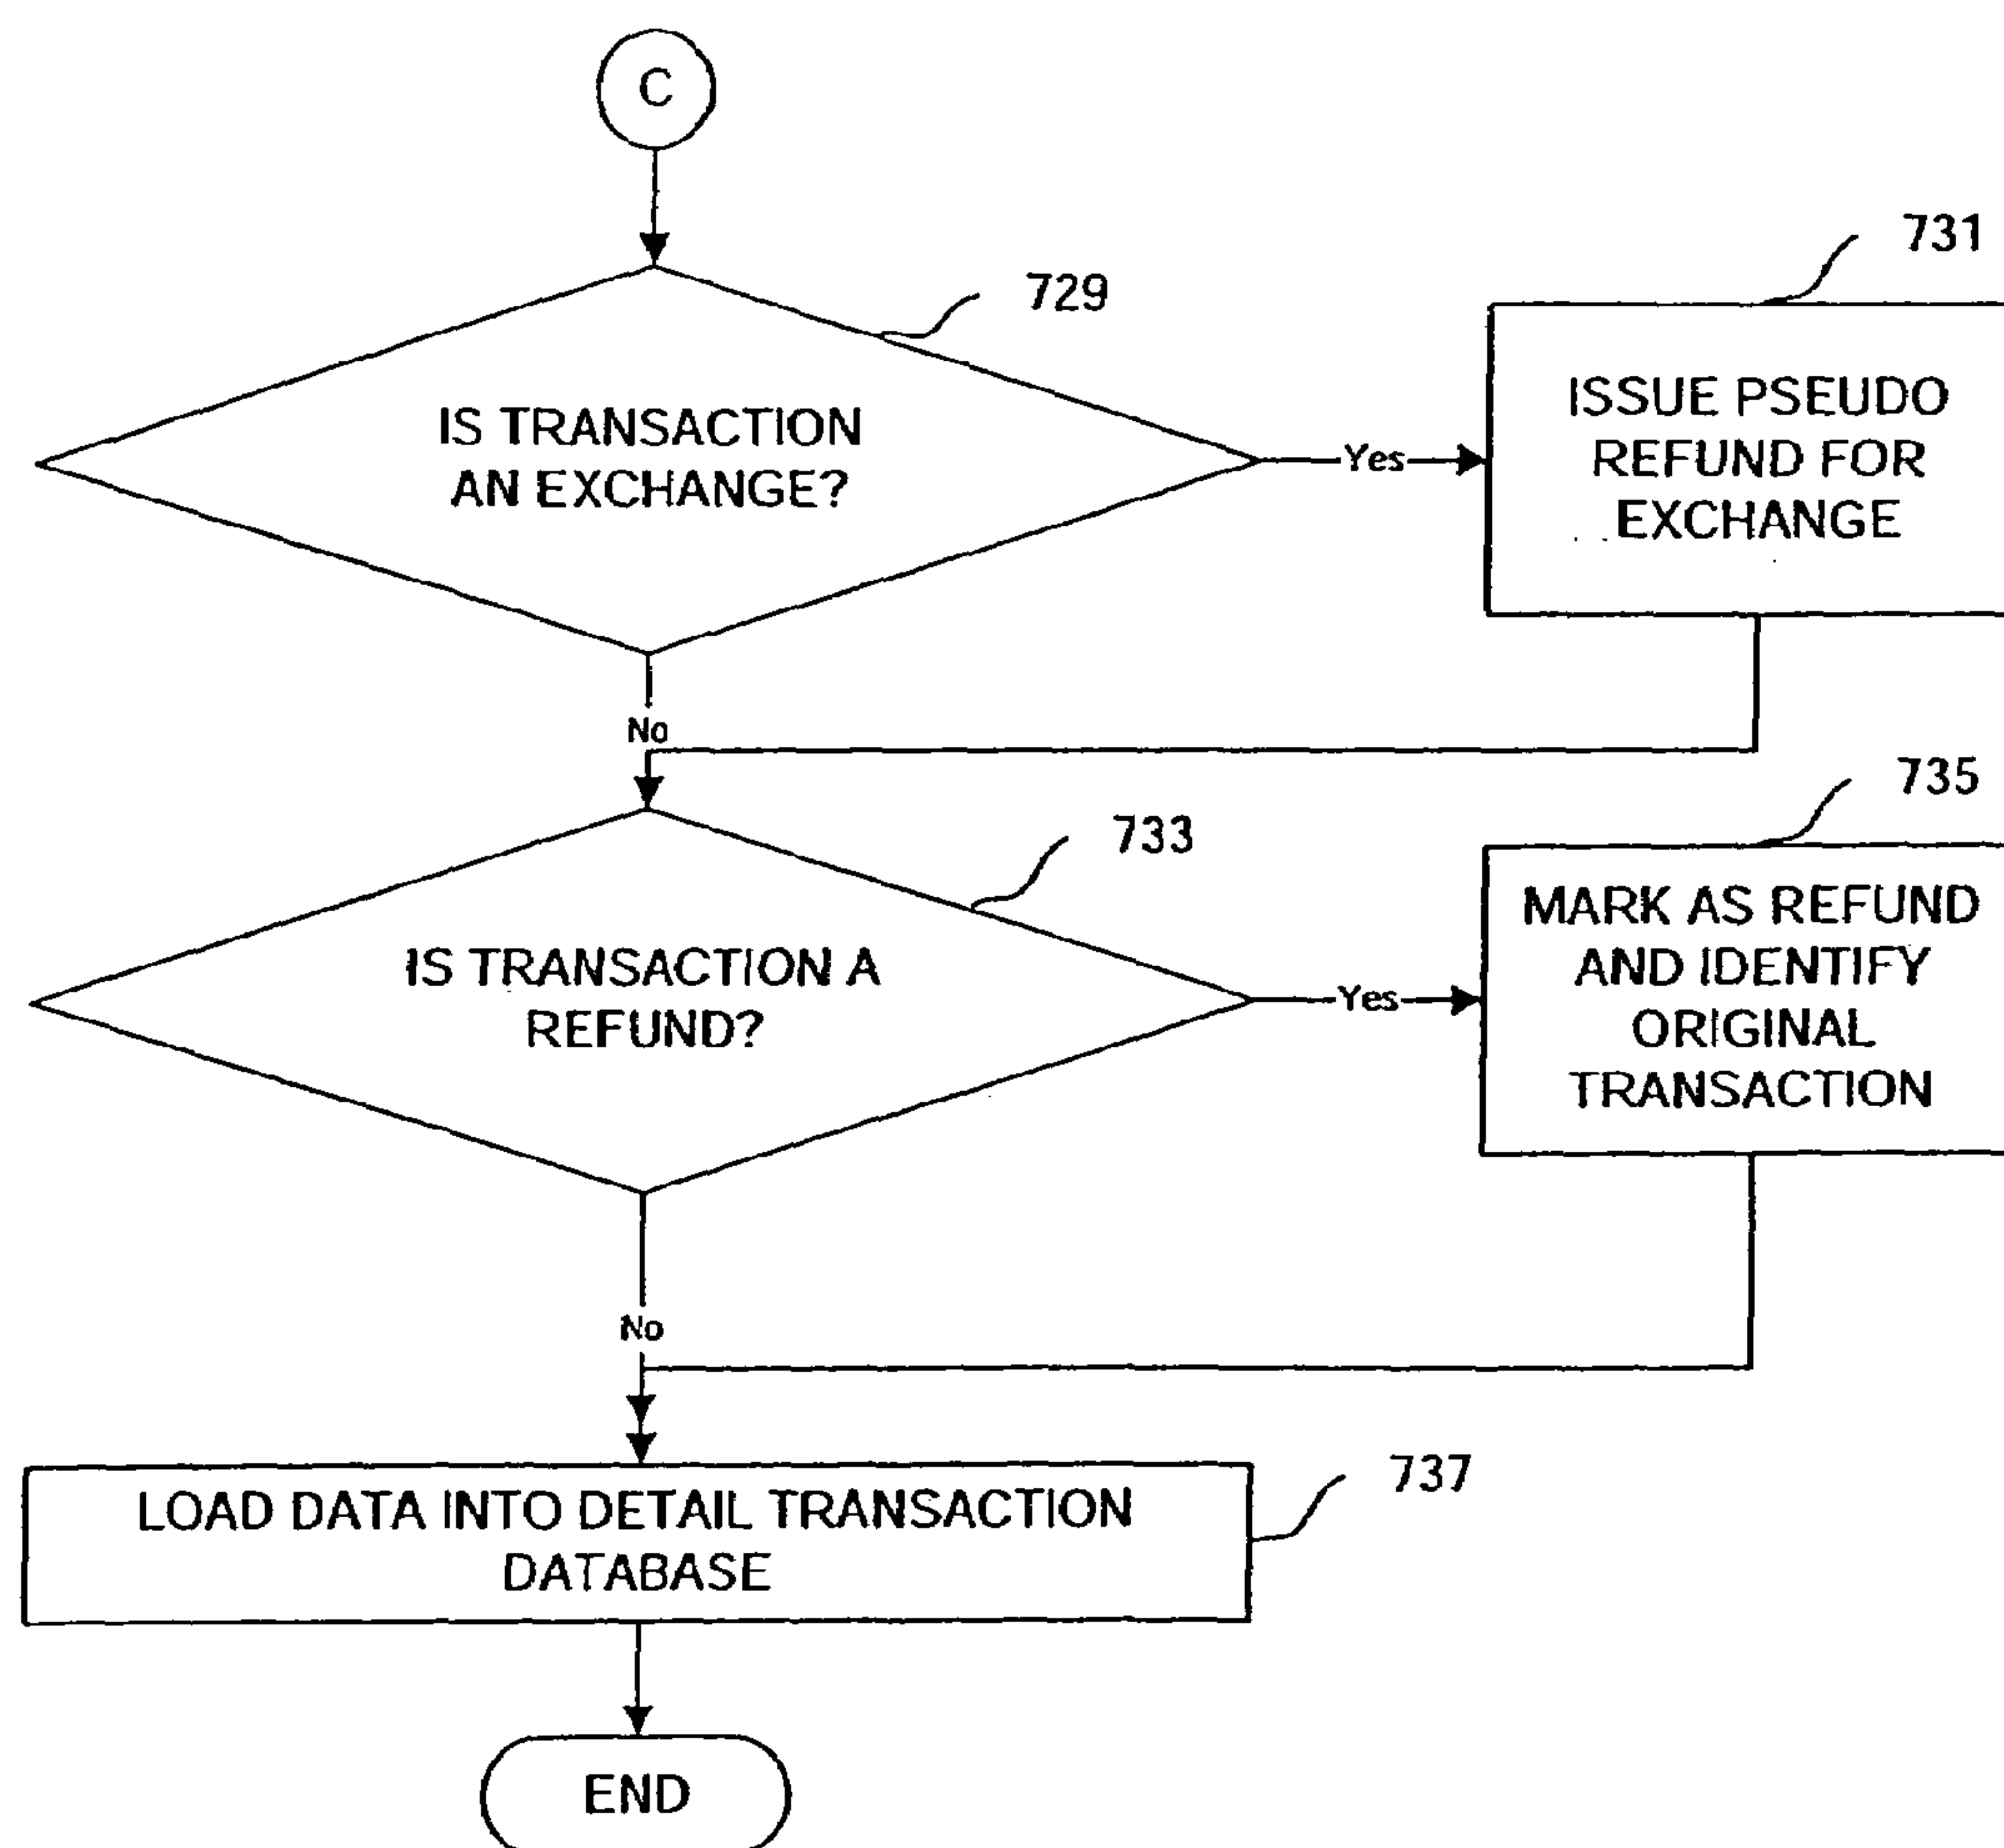 C
729
IS TRANSACTION
AN EXCHANGE?
Yes
731
ISSUE PSEUDO
REFUND FOR
EXCHANGE
No
733
IS TRANSACTION A
REFUND?
Yes
735
MARK AS REFUND
AND IDENTIFY
ORIGINAL
TRANSACTION
No
737
LOAD DATA INTO DETAIL TRANSACTION
DATABASE
END